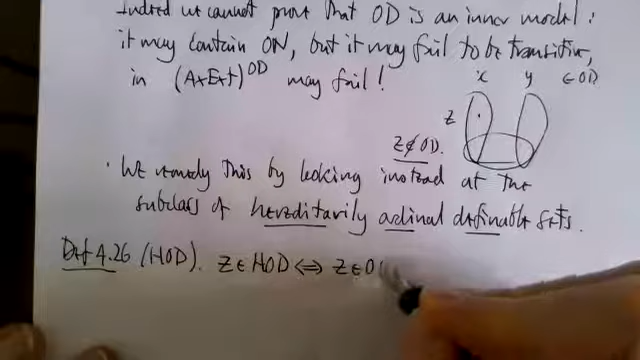 Indeed we cannot prove that OD is an inner model:
it may contain ON, but it may fail to be transitive,
in (AxExt)^OD may fail!
x y ∈ OD
z
z∉OD.
· We remedy this by looking instead at the
subclass of hereditarily ordinal definable sets.
Def 4.26 (HOD). z ∈ HOD ⟺ z ∈ O